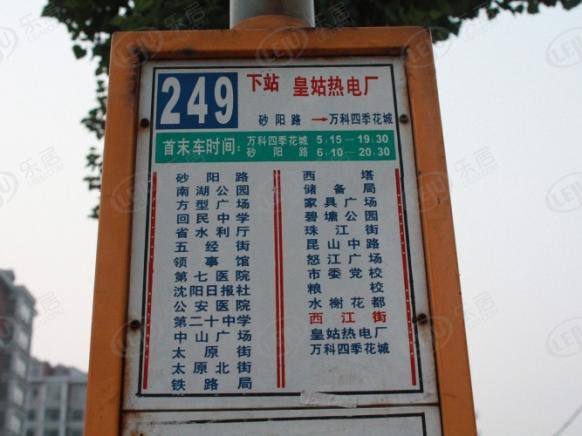 249
下站 皇姑热电厂
砂阳路 → 万科四季花城
首末车时间: 万科四季花城 5:15—19:30
砂阳路 6:10—20:30
砂阳路
南湖公园
方型广场
回民中学
省水利厅
五经街
领事馆
第七医院
沈阳日报社
公安医院
第二十中学
中山广场
太原街
太原北街
铁路局
西塔
储备局
家具广场
碧塘公园
珠江街
昆山中路
怒江广场
市委党校
粮校
水榭花都
西江街
皇姑热电厂
万科四季花城